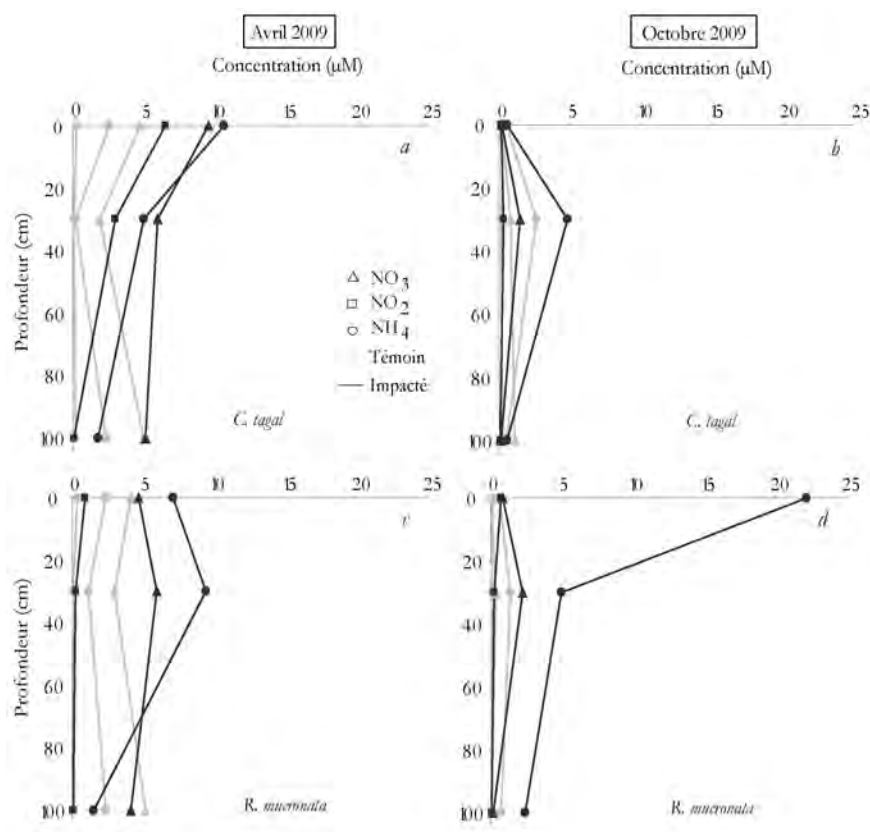 Avril 2009
Octobre 2009
Concentration (µM)
Concentration (µM)
0 5 10 15 20 25
0 5 10 15 20 25
0
20
40
60
80
100
Profondeur (cm)
a
NO3
NO2
NH4
Témoin
Impacté
C. tagal
0
20
40
60
80
100
b
C. tagal
0 5 10 15 20 25
0 5 10 15 20 25
0
20
40
60
80
100
Profondeur (cm)
c
R. mucronata
0
20
40
60
80
100
d
R. mucronata